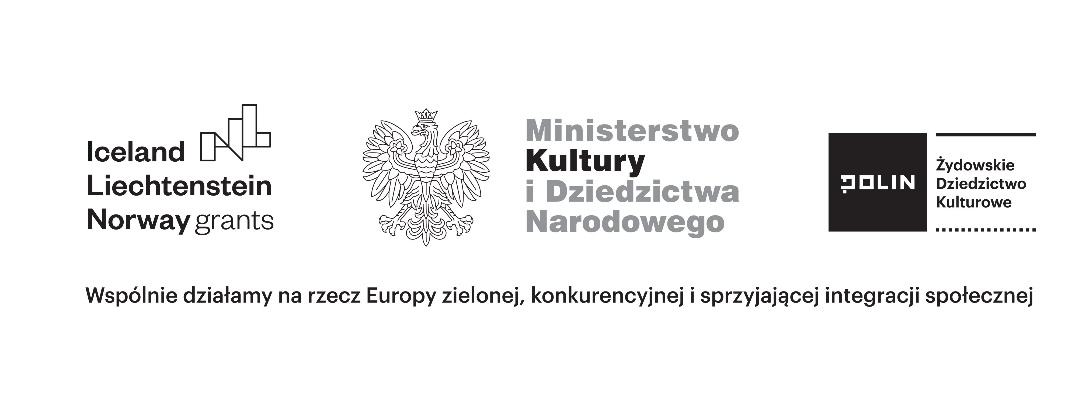 Iceland
Liechtenstein
Norway grants
Ministerstwo
Kultury
i Dziedzictwa
Narodowego
POLIN
Żydowskie
Dziedzictwo
Kulturowe
Wspólnie działamy na rzecz Europy zielonej, konkurencyjnej i sprzyjającej integracji społecznej